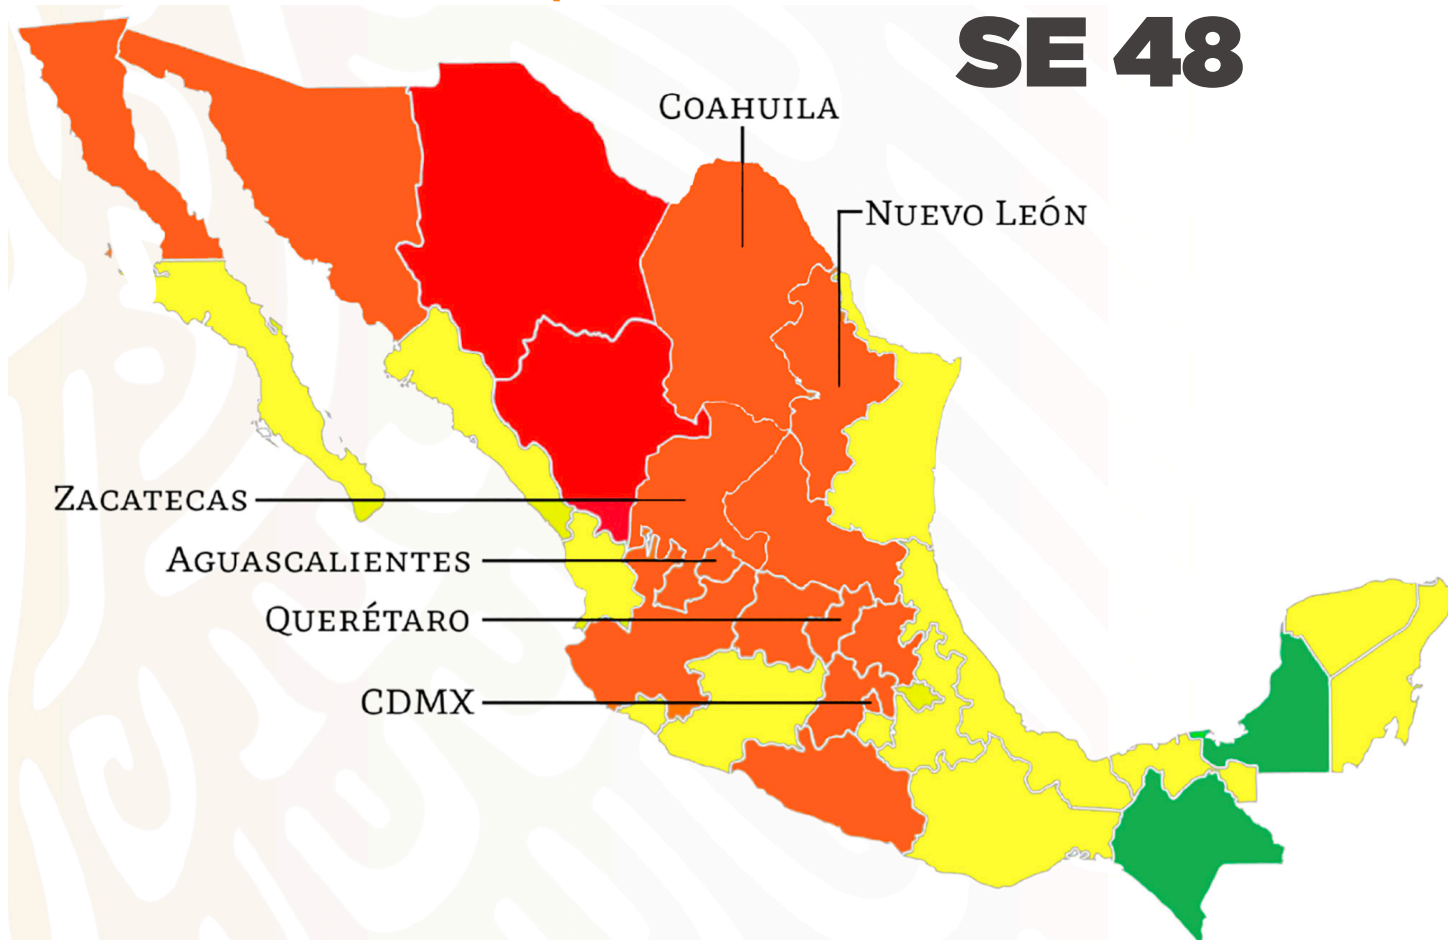 SE 48
COAHUILA
NUEVO LEÓN
ZACATECAS
AGUASCALIENTES
QUERÉTARO
CDMX